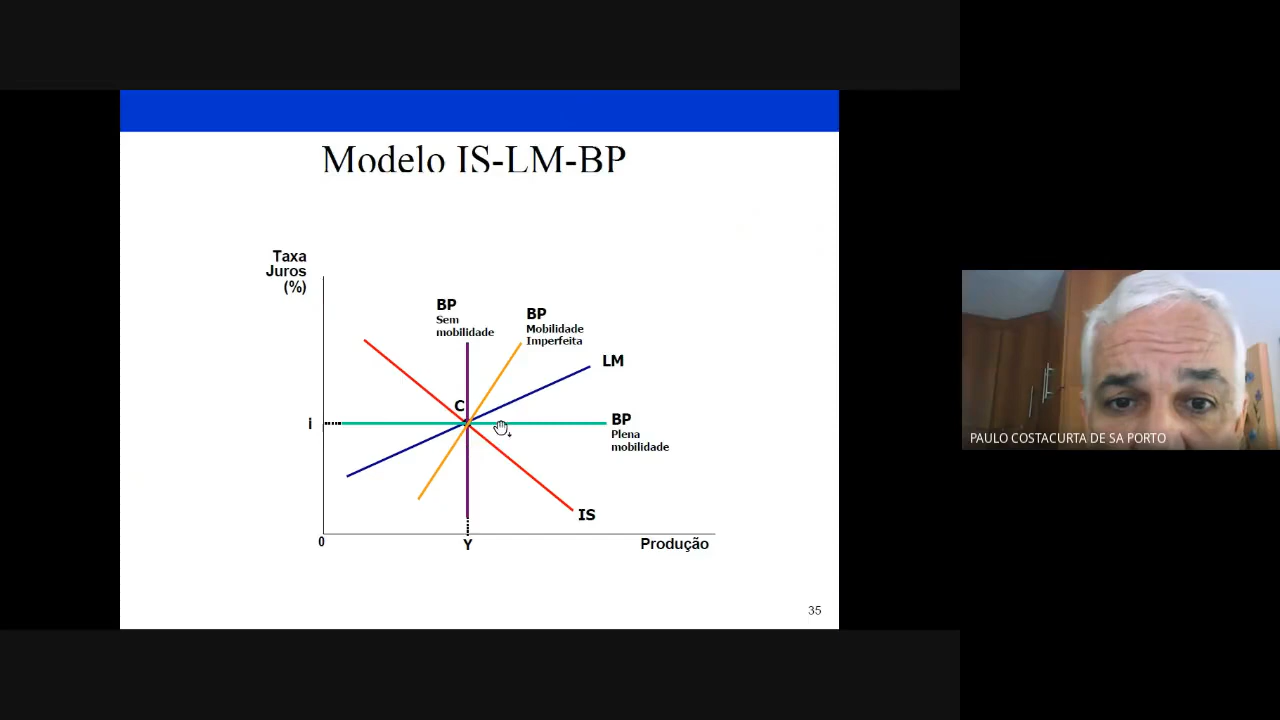 Modelo IS-LM-BP
Taxa
Juros
(%)
BP
Sem
mobilidade
BP
Mobilidade
Imperfeita
LM
C
i
BP
Plena
mobilidade
IS
0
Y
Produção
35
PAULO COSTACURTA DE SA PORTO